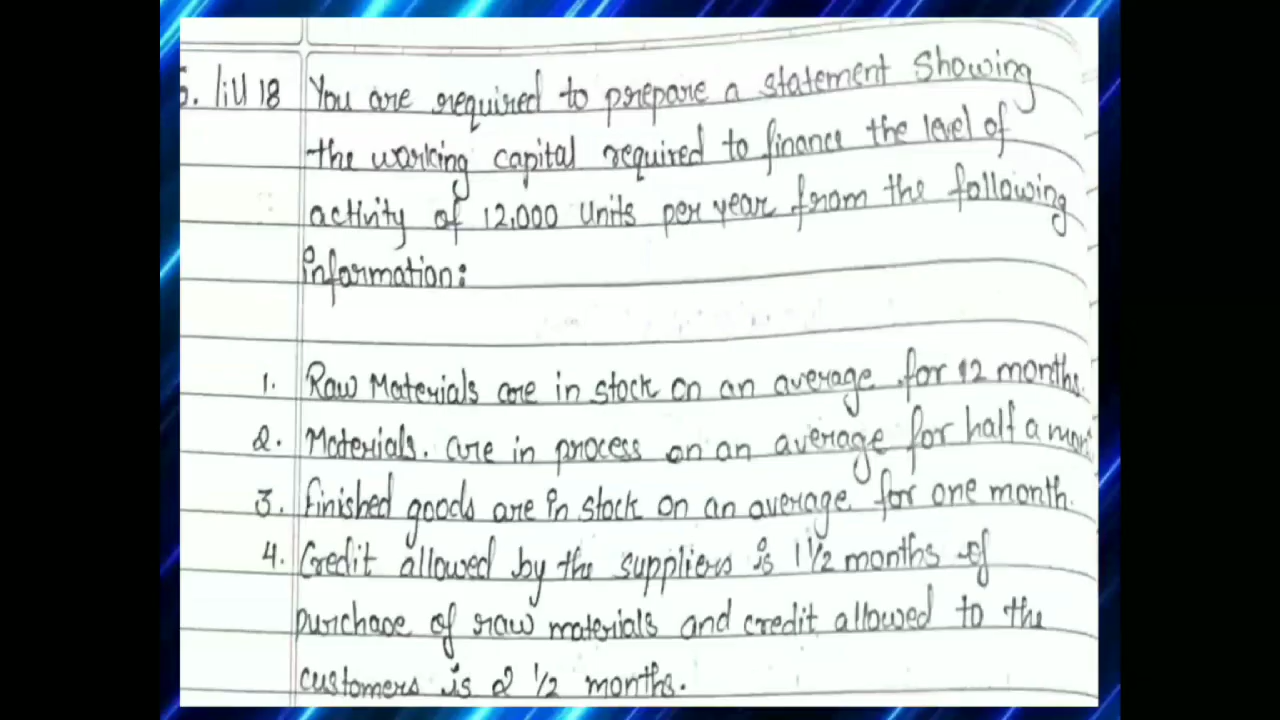 5. Jill 18 You are required to prepare a statement Showing
the working capital required to finance the level of
activity of 12,000 Units per year from the following
information:
1. Raw Materials are in stock on an average for 12 months.
2. Materials. are in process on an average for half a
3. Finished goods are in stock on an average for one month.
4. Credit allowed by the suppliers is 1 1/2 months of
purchase of raw materials and credit allowed to the
customers is 2 1/2 months.